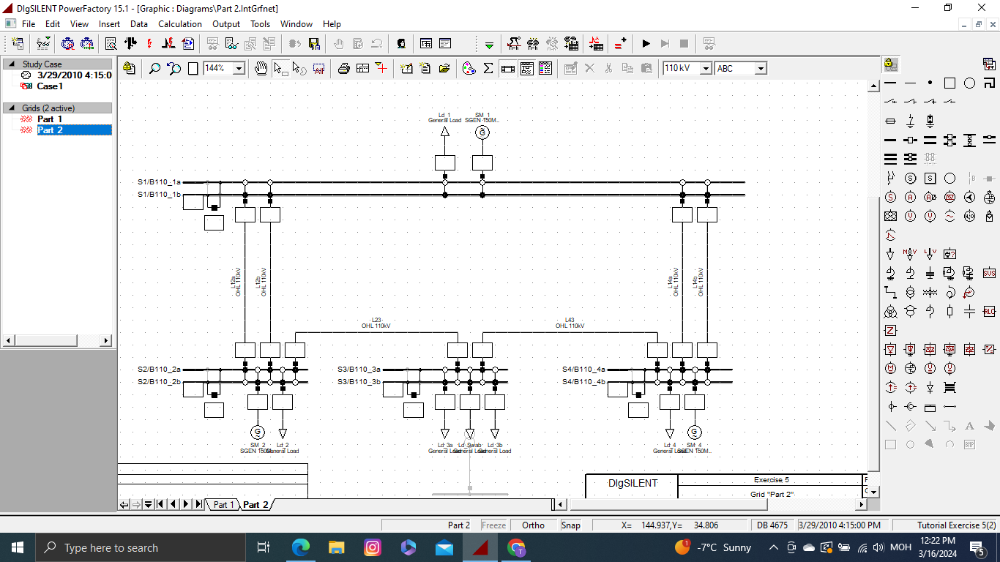 DIgSILENT PowerFactory 15.1 - [Graphic : Diagrams\Part 2.IntGrfnet]
File Edit View Insert Data Calculation Output Tools Window Help
144%
110 kV
ABC
Study Case
3/29/2010 4:15:0
Case1
Grids (2 active)
Part 1
Part 2
Ld_1
General Load
SM_1
SGEN 150M...
G
S1/B110_1a
S1/B110_1b
L12a
OHL 110kV
L12b
OHL 110kV
L14a
OHL 110kV
L14b
OHL 110kV
L23
OHL 110kV
L43
OHL 110kV
S2/B110_2a
S2/B110_2b
S3/B110_3a
S3/B110_3b
S4/B110_4a
S4/B110_4b
G
G
SM_2
SGEN 150M
Ld_2
General Load
Ld_3a
General Load
Ld_Swab
Ld_3b
General Load
Ld_4
General Load
SM_4
SGEN 150M...
DIgSILENT
Exercise 5
Grid "Part 2"
SVS
RLC
Z
BMP
Part 1
Part 2
Part 2 Freeze Ortho Snap X= 144.937,Y= 34.806 DB 4675 3/29/2010 4:15:00 PM Tutorial Exercise 5(2)
Type here to search
-7°C Sunny
МОН
12:22 PM
3/16/2024
5